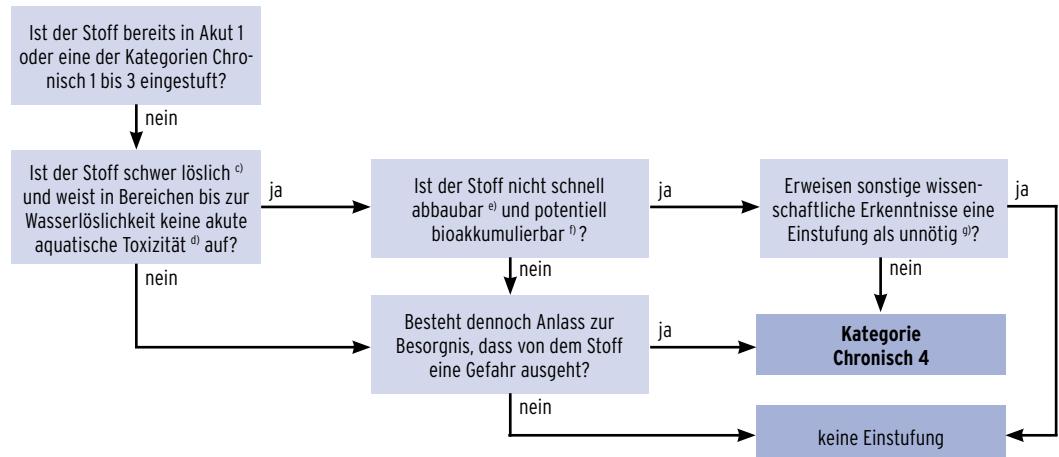 Ist der Stoff bereits in Akut 1
oder eine der Kategorien Chro-
nisch 1 bis 3 eingestuft?
nein
Ist der Stoff schwer löslich c)
und weist in Bereichen bis zur
Wasserlöslichkeit keine akute
aquatische Toxizität d) auf?
ja
Ist der Stoff nicht schnell
abbaubar e) und potentiell
bioakkumulierbar f) ?
ja
Erweisen sonstige wissen-
schaftliche Erkenntnisse eine
Einstufung als unnötig g)?
ja
nein
nein
nein
Besteht dennoch Anlass zur
Besorgnis, dass von dem Stoff
eine Gefahr ausgeht?
ja
Kategorie
Chronisch 4
nein
keine Einstufung